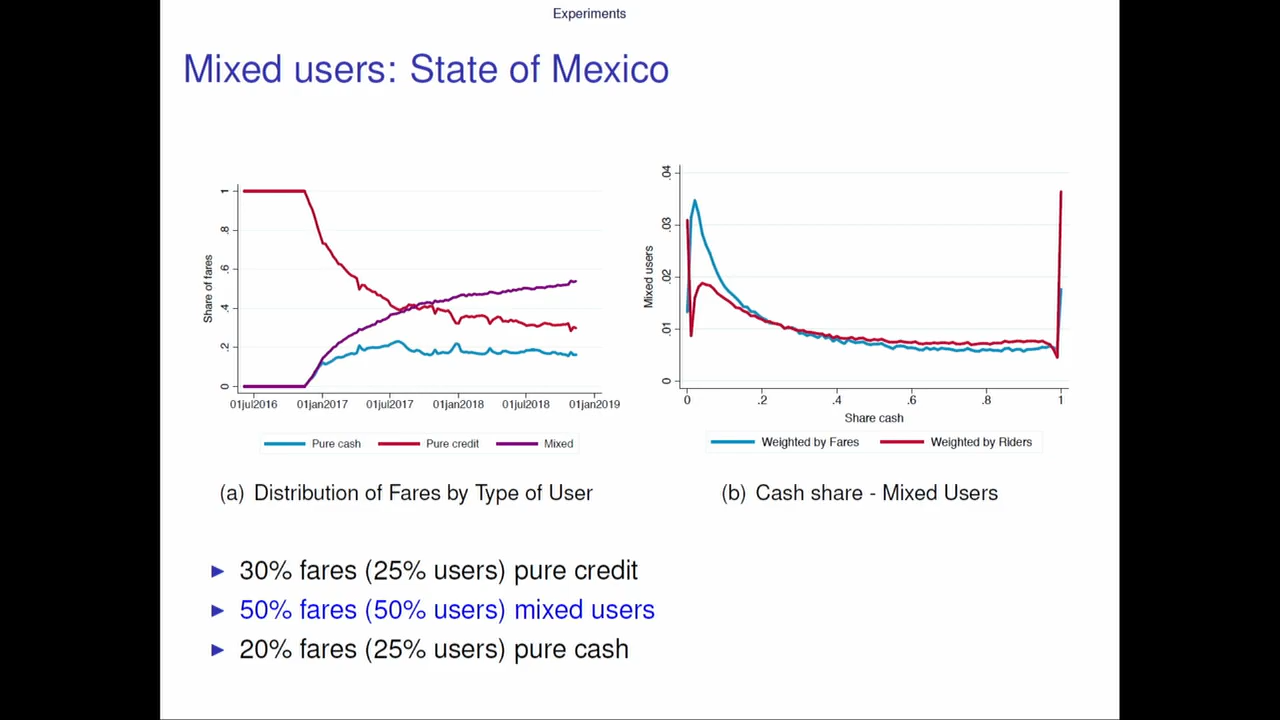 Experiments
Mixed users: State of Mexico
Share of fares
1
.8
.6
.4
.2
0
01jul2016 01jan2017 01jul2017 01jan2018 01jul2018 01jan2019
Pure cash Pure credit Mixed
(a) Distribution of Fares by Type of User
Mixed users
.04
.03
.02
.01
0
0 .2 .4 .6 .8 1
Share cash
Weighted by Fares Weighted by Riders
(b) Cash share - Mixed Users
► 30% fares (25% users) pure credit
► 50% fares (50% users) mixed users
► 20% fares (25% users) pure cash